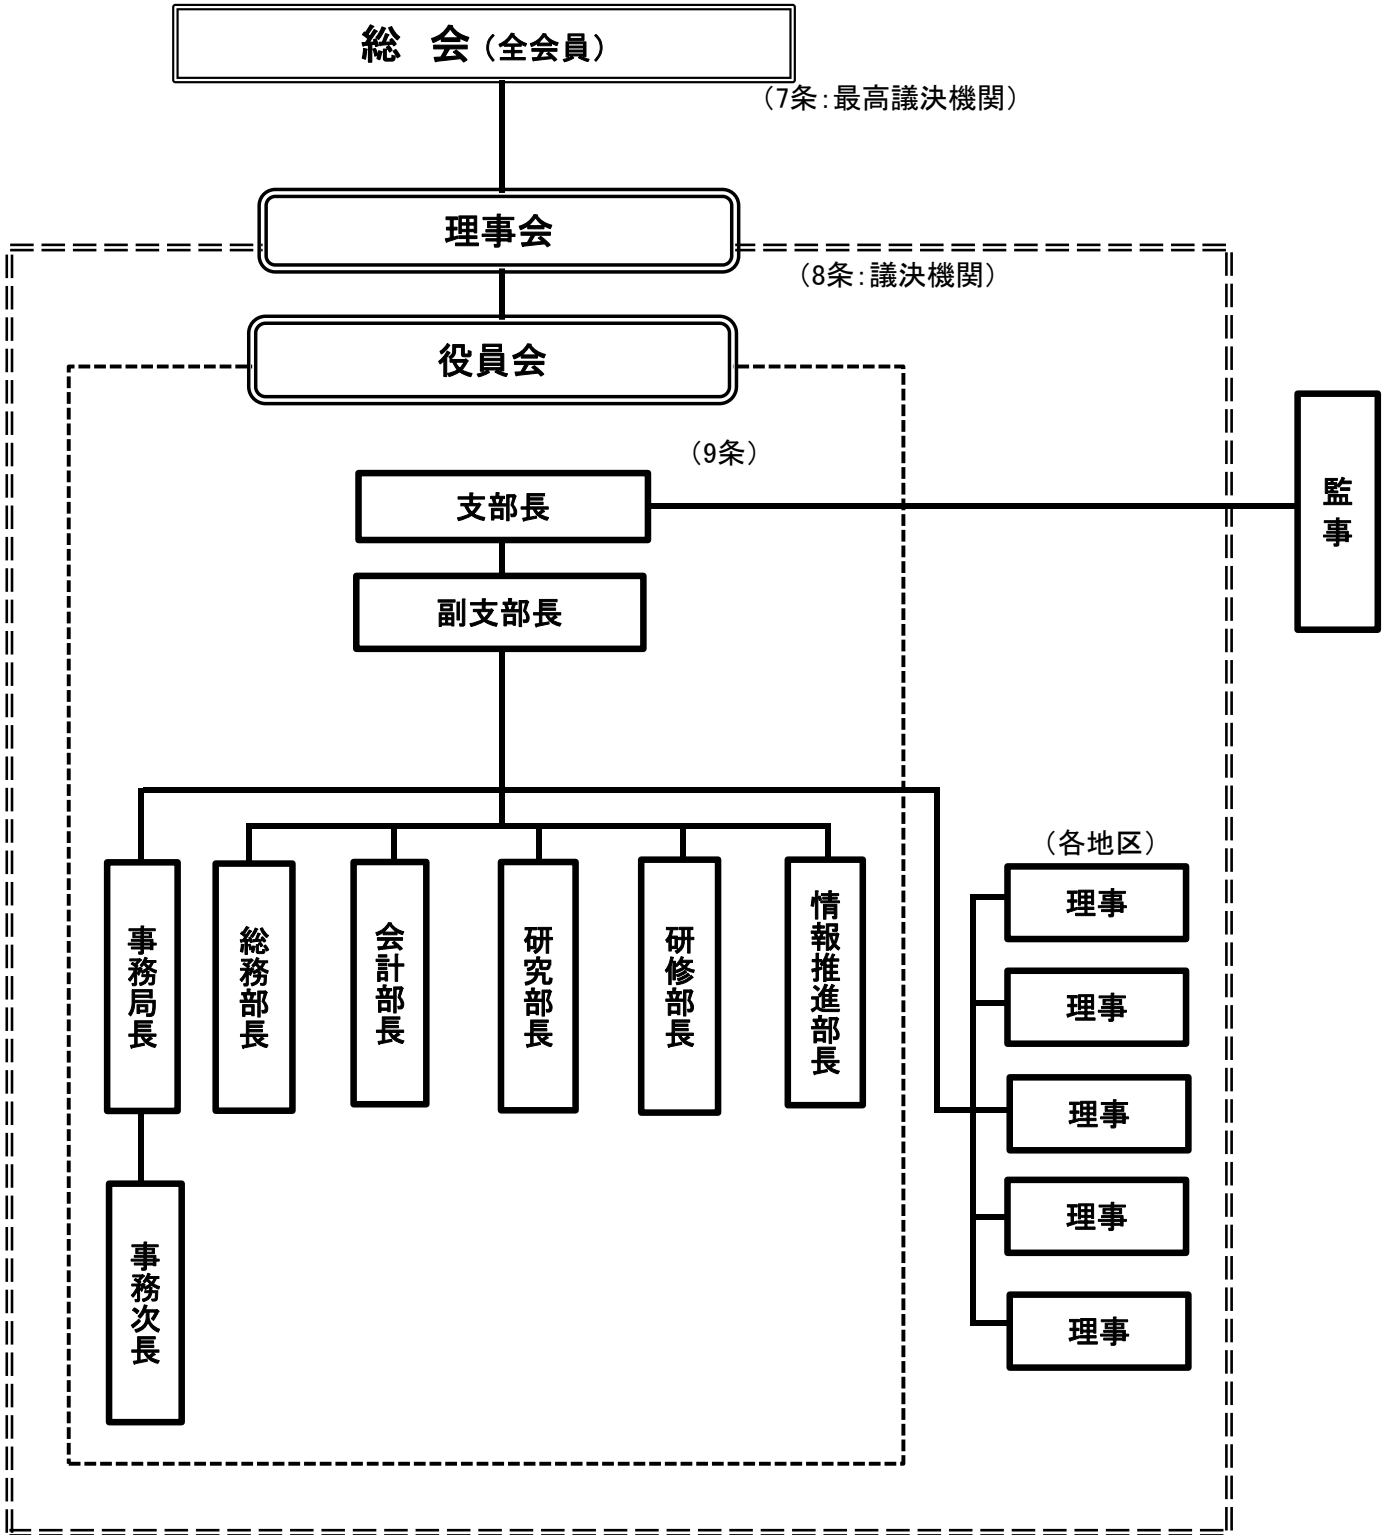 総　会（全会員）
（7条：最高議決機関）
理事会
（8条：議決機関）
役員会
（9条）
支部長
監事
副支部長
（各地区）
事務局長
総務部長
会計部長
研究部長
研修部長
情報推進部長
理事
理事
理事
理事
理事
事務次長